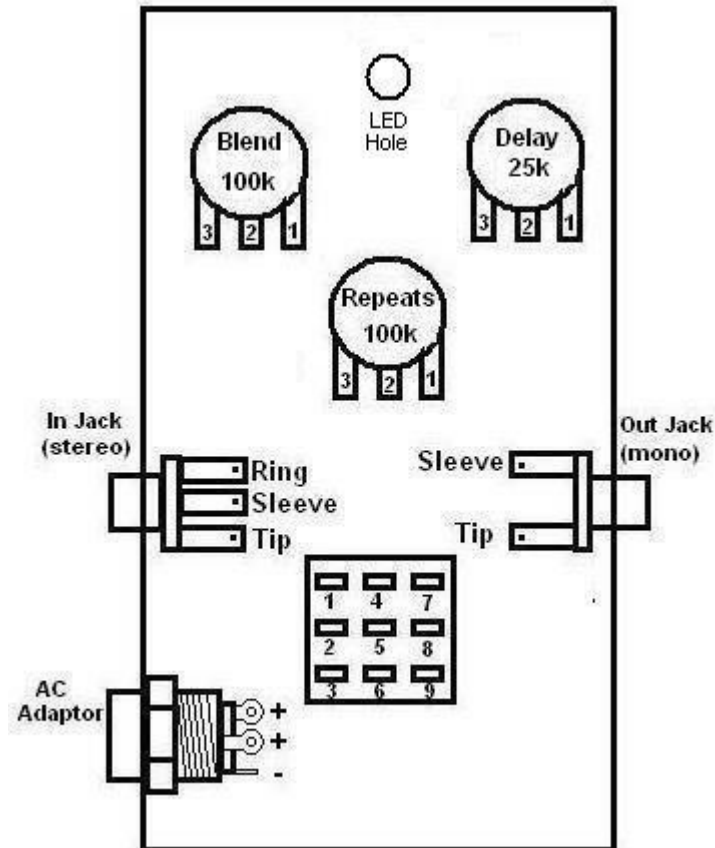 LED
Hole
Blend
100k
3 2 1
Delay
25k
3 2 1
Repeats
100k
3 2 1
In Jack
(stereo)
Ring
Sleeve
Tip
Out Jack
(mono)
Sleeve
Tip
1 4 7
2 5 8
3 6 9
AC
Adaptor
+
+
-